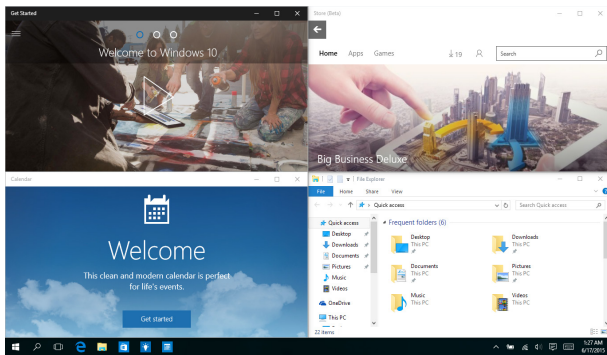 Get Started
Welcome to Windows 10
Store (Beta)
Home Apps Games 19 Search
Big Business Deluxe
Calendar
Welcome
This clean and modern calendar is perfect
for life's events.
Get started
File Explorer
File Home Share View
Quick access Search Quick access
Quick access
Desktop
Downloads
Documents
Pictures
Music
Videos
OneDrive
This PC
Frequent folders (6)
Desktop
This PC
Downloads
This PC
Documents
This PC
Pictures
This PC
Music
This PC
Videos
This PC
22 items
1:27 AM
6/17/2015